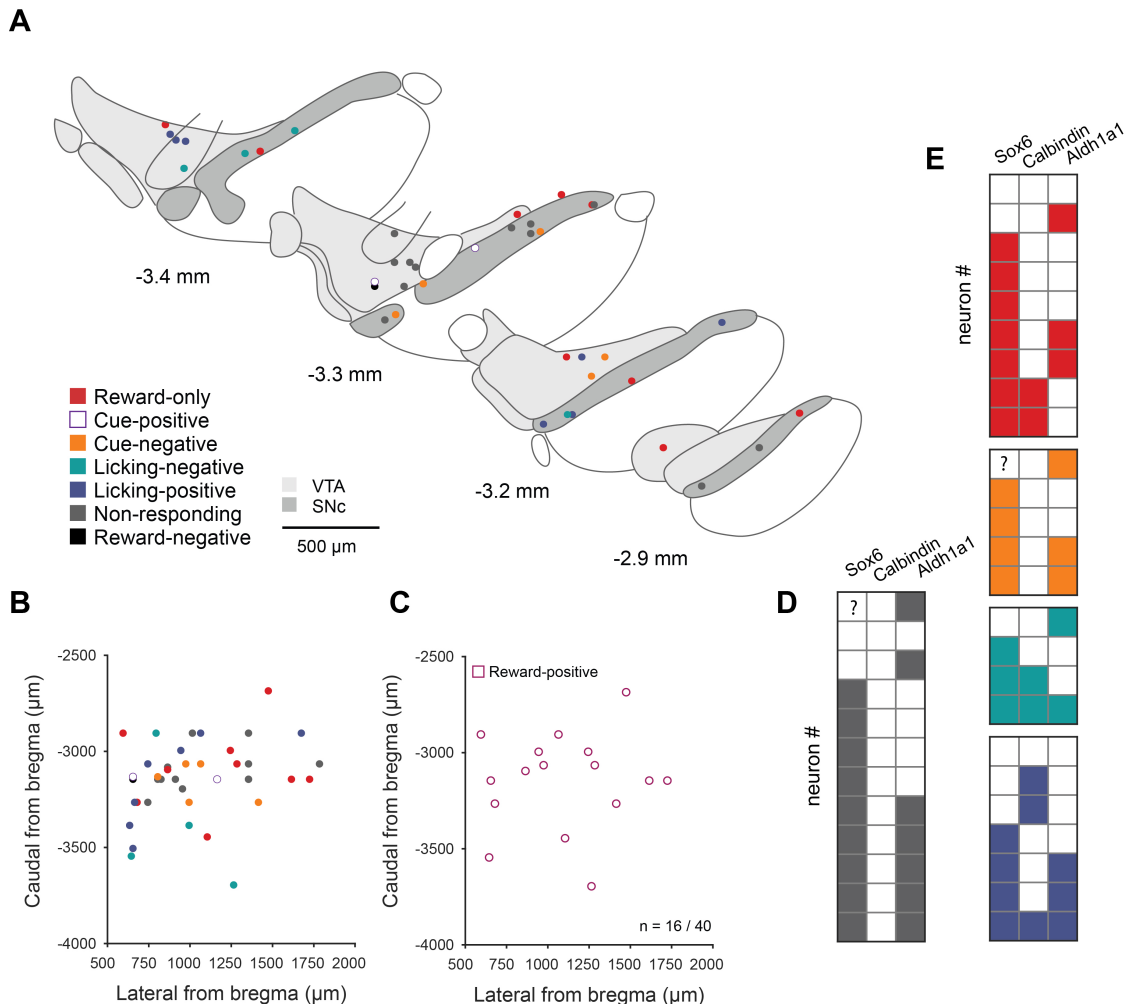 A
-3.4 mm
-3.3 mm
-3.2 mm
-2.9 mm
Reward-only
Cue-positive
Cue-negative
Licking-negative
Licking-positive
Non-responding
Reward-negative
VTA
SNc
500 µm
B
Caudal from bregma (µm)
-2500
-3000
-3500
-4000
500 750 1000 1250 1500 1750 2000
Lateral from bregma (µm)
C
Caudal from bregma (µm)
-2500
-3000
-3500
-4000
Reward-positive
n = 16 / 40
500 750 1000 1250 1500 1750 2000
Lateral from bregma (µm)
D
Sox6 Calbindin Aldh1a1
?
neuron #
E
Sox6 Calbindin Aldh1a1
neuron #
?